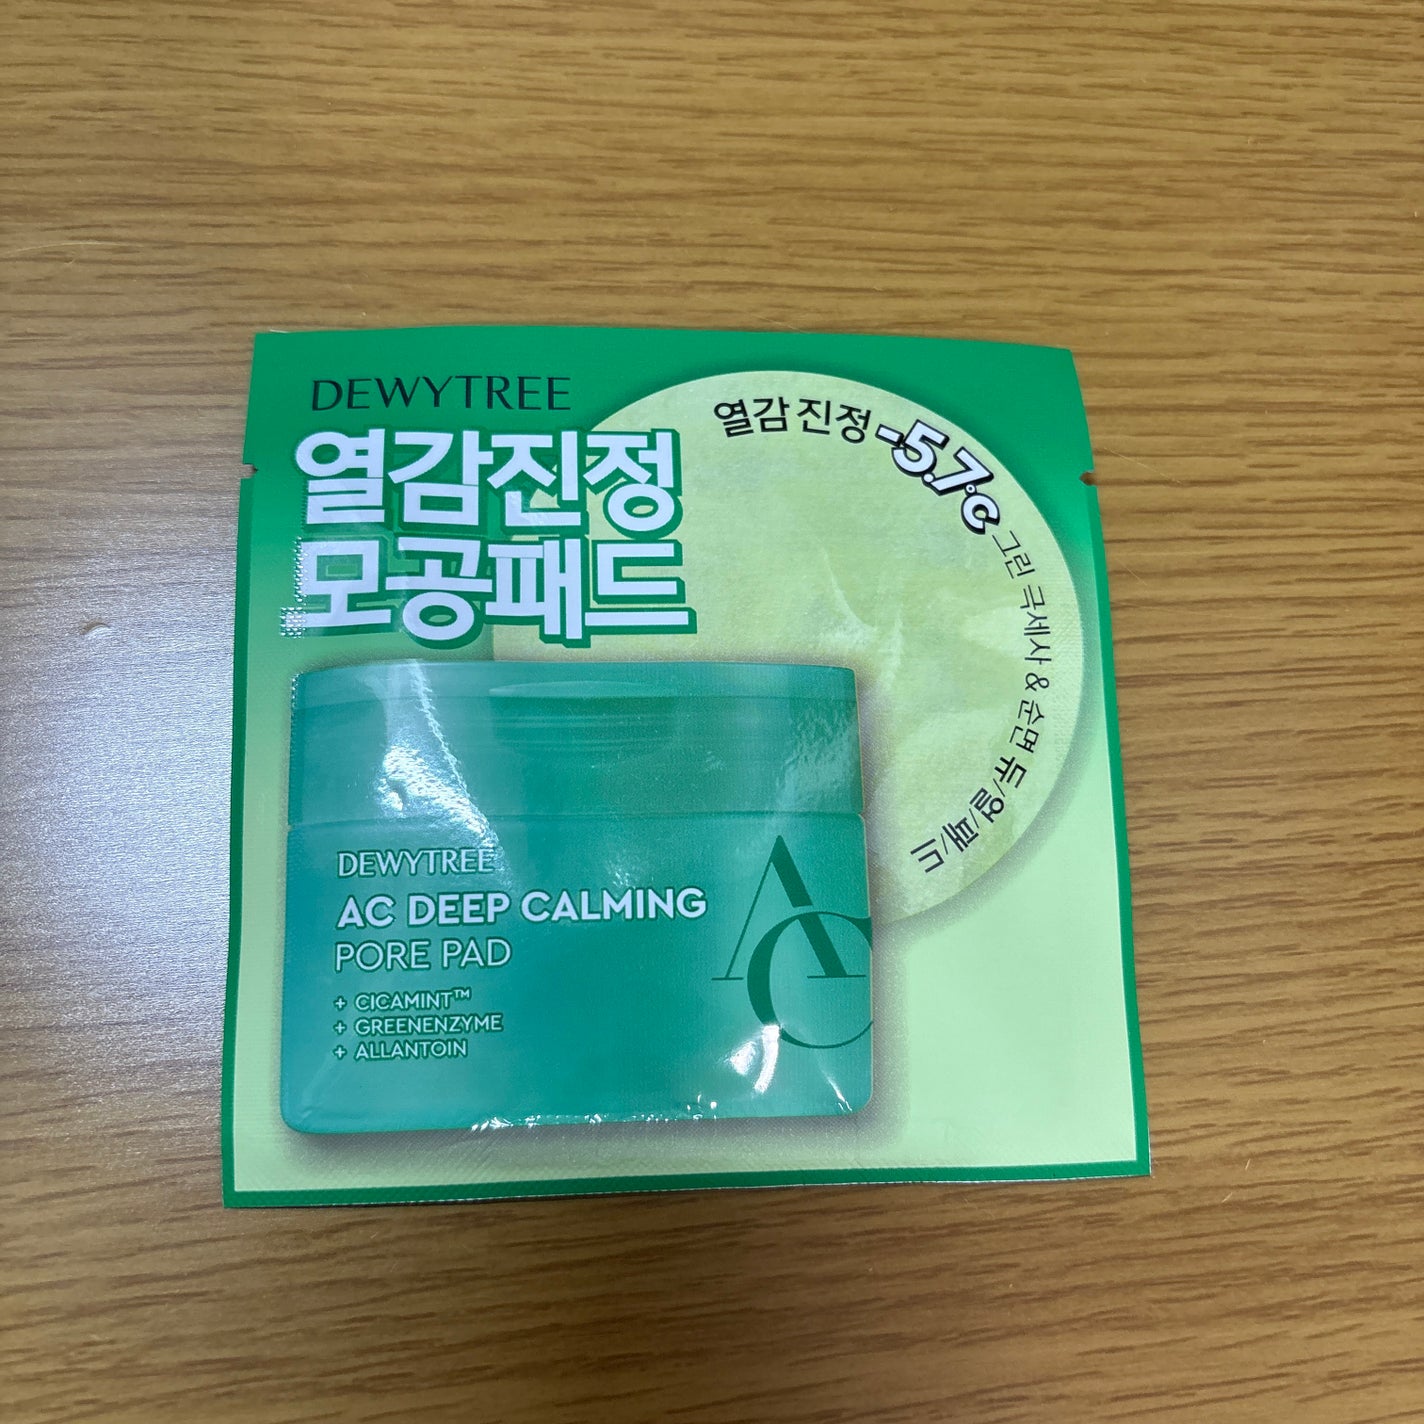 DEWYTREE
열감진정
모공패드
열감 진정 -5.7℃ 그린 극세사 & 순면 듀/얼/패/드
DEWYTREE
AC DEEP CALMING
PORE PAD
+ CICAMINT™
+ GREENENZYME
+ ALLANTOIN
AC